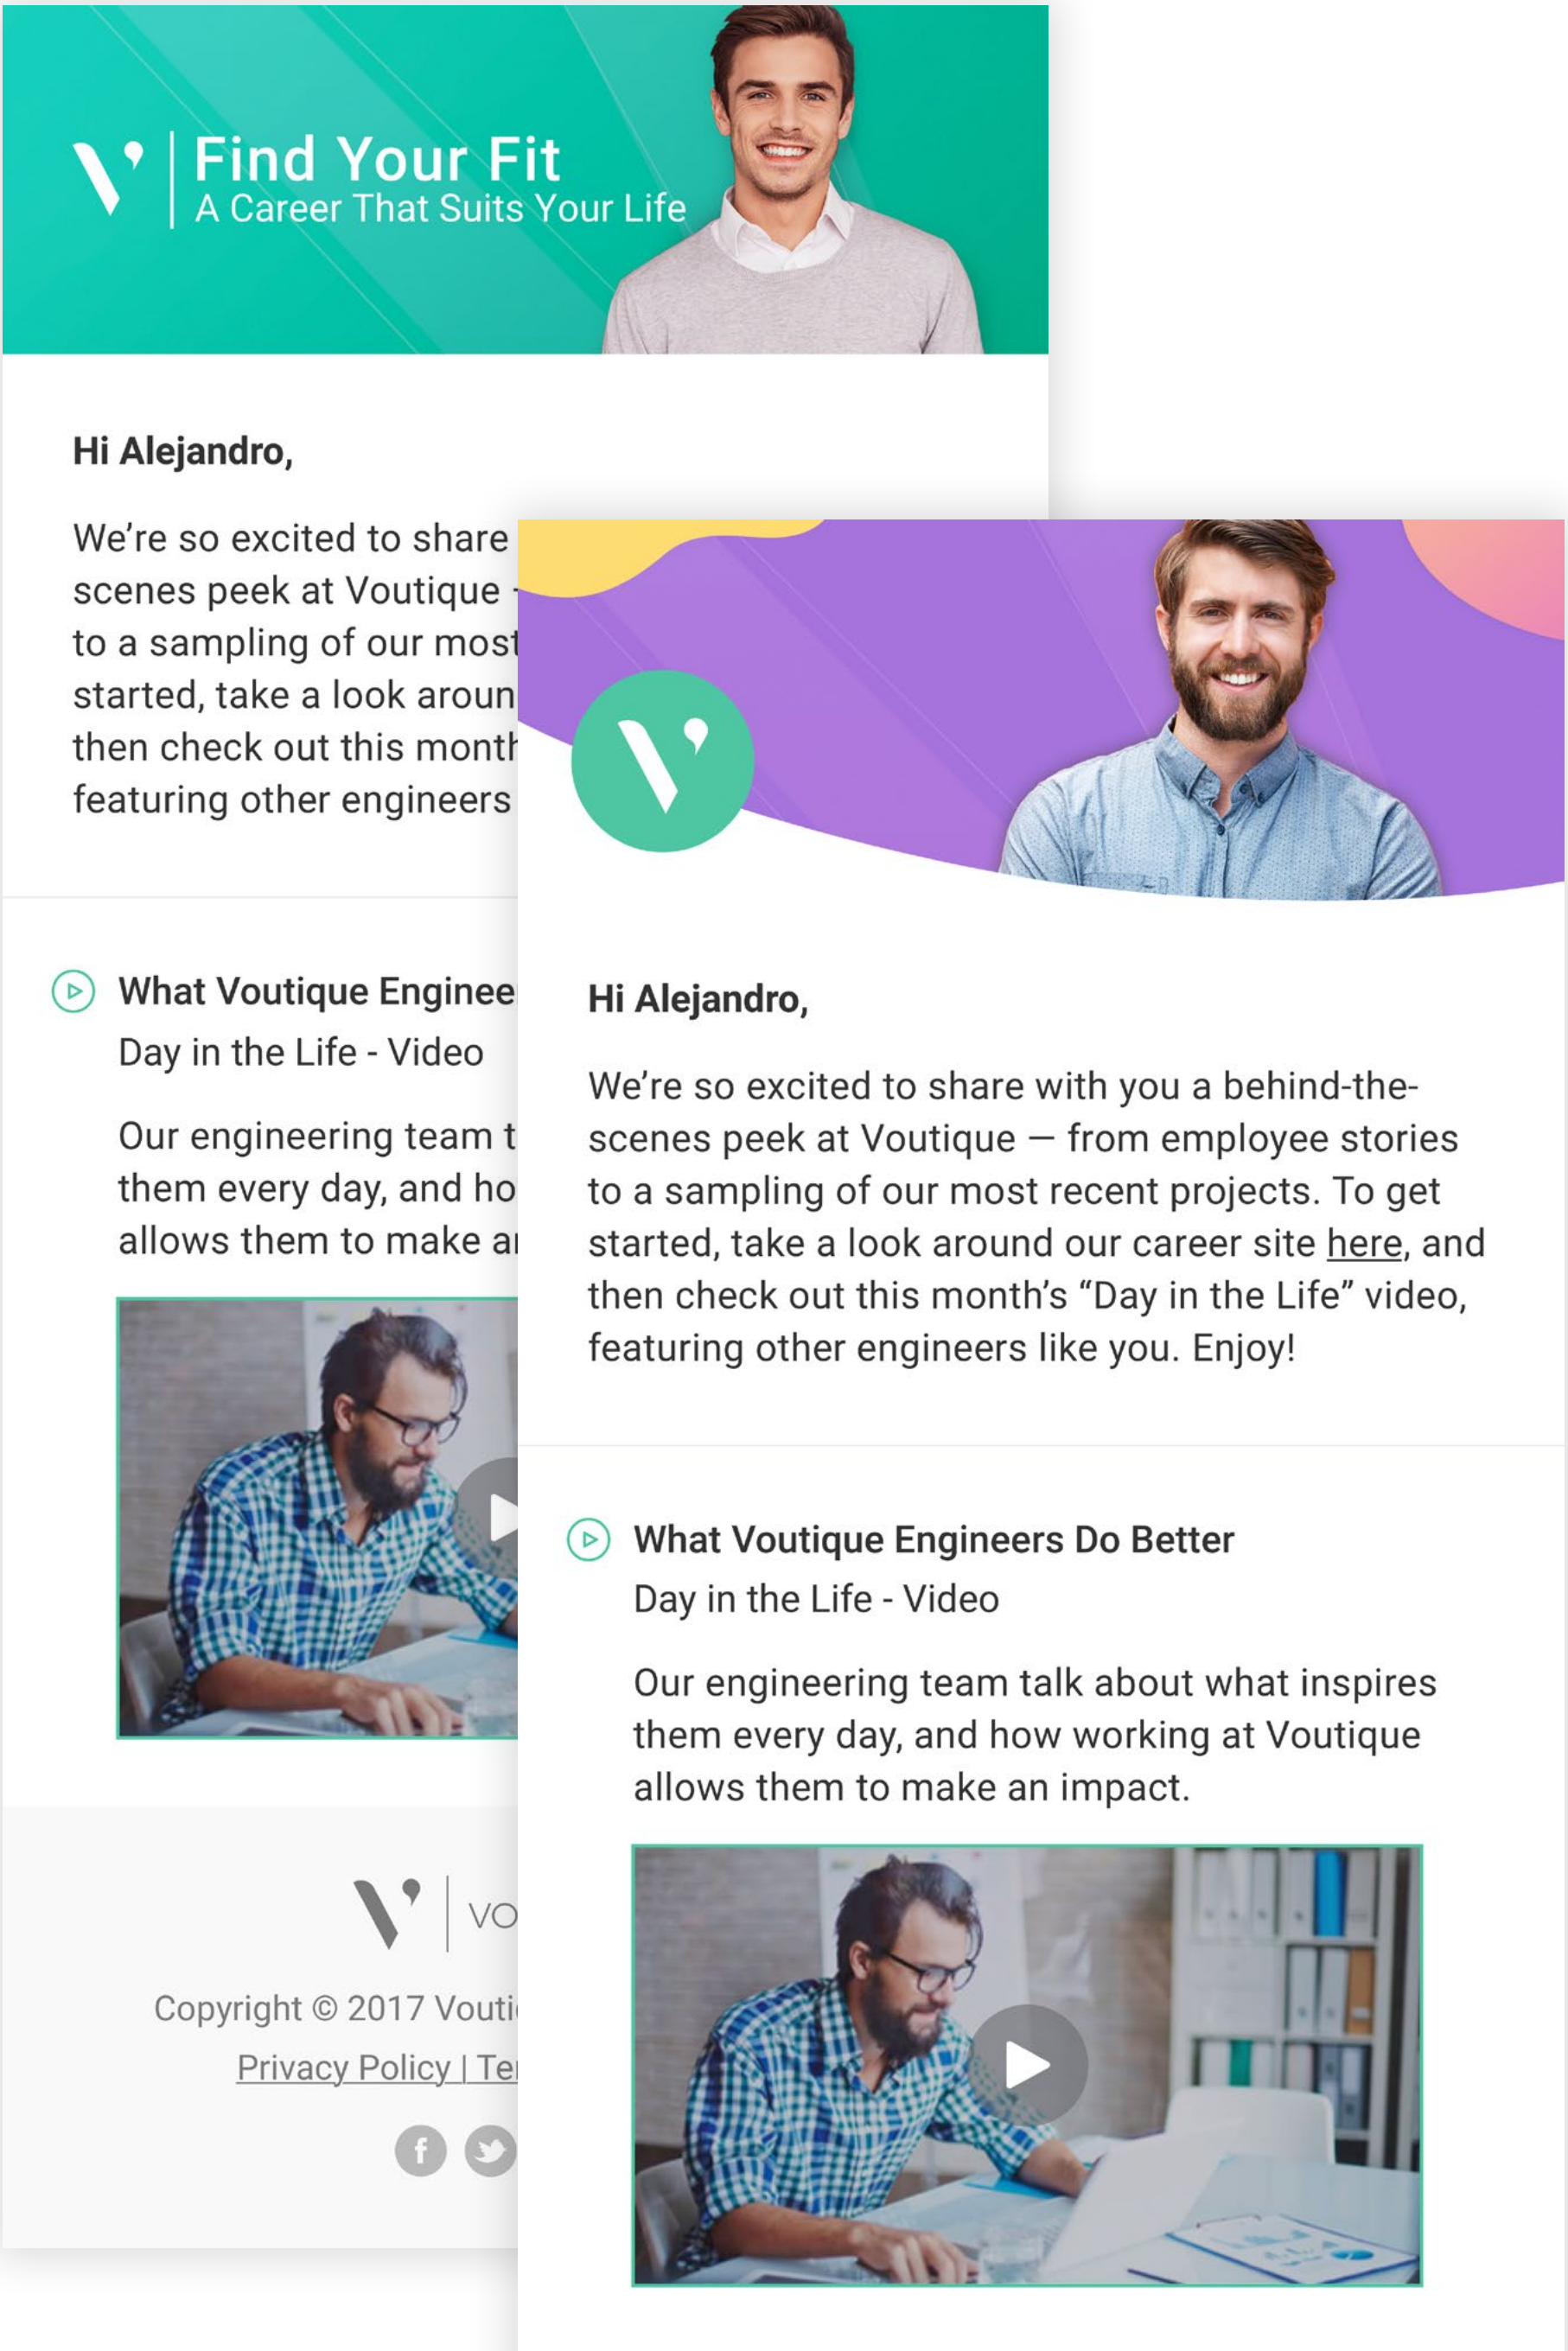 Find Your Fit
A Career That Suits Your Life
Hi Alejandro,
We’re so excited to share
scenes peek at Voutique
to a sampling of our most
started, take a look
then check out this
featuring other engineers
What Voutique
Day in the Life - Video
Our engineering team
them every day, and
allows them to make
Copyright © 2017
Privacy Policy |
Hi Alejandro,
We’re so excited to share with you a behind-the-
scenes peek at Voutique — from employee stories
to a sampling of our most recent projects. To get
started, take a look around our career site here, and
then check out this month’s “Day in the Life” video,
featuring other engineers like you. Enjoy!
What Voutique Engineers Do Better
Day in the Life - Video
Our engineering team talk about what inspires
them every day, and how working at Voutique
allows them to make an impact.